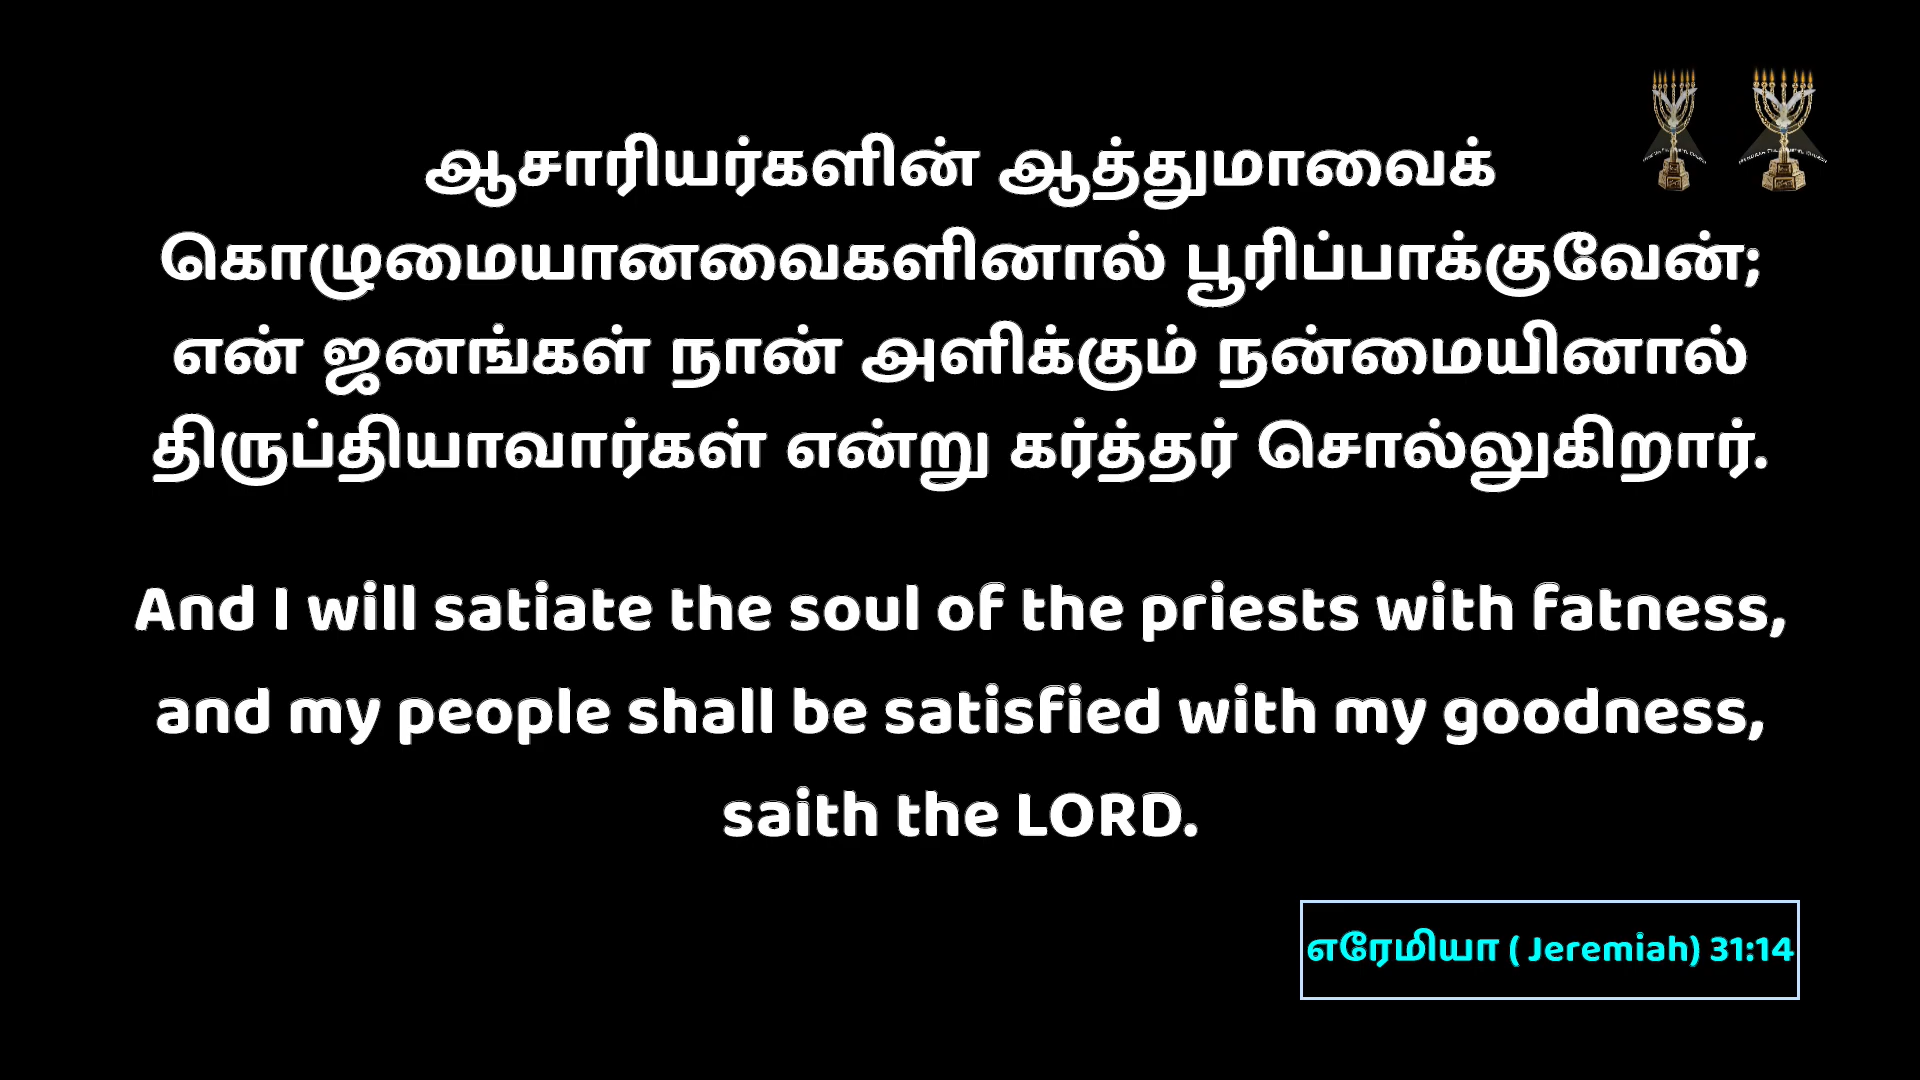 ஆசாரியர்களின் ஆத்துமாவைக்
கொழுமையானவைகளினால் பூரிப்பாக்குவேன்;
என் ஜனங்கள் நான் அளிக்கும் நன்மையினால்
திருப்தியாவார்கள் என்று கர்த்தர் சொல்லுகிறார்.
And I will satiate the soul of the priests with fatness,
and my people shall be satisfied with my goodness,
saith the LORD.
எரேமியா ( Jeremiah) 31:14